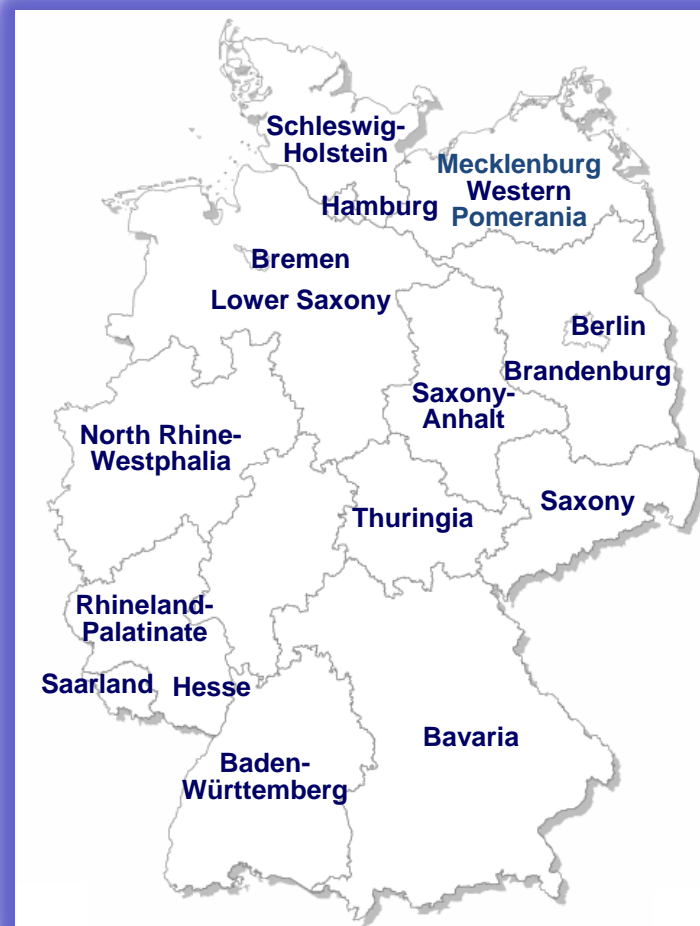 Schleswig-
Holstein
Mecklenburg
Western
Pomerania
Hamburg
Bremen
Lower Saxony
Berlin
Brandenburg
Saxony-
Anhalt
North Rhine-
Westphalia
Saxony
Thuringia
Rhineland-
Palatinate
Saarland
Hesse
Bavaria
Baden-
Württemberg